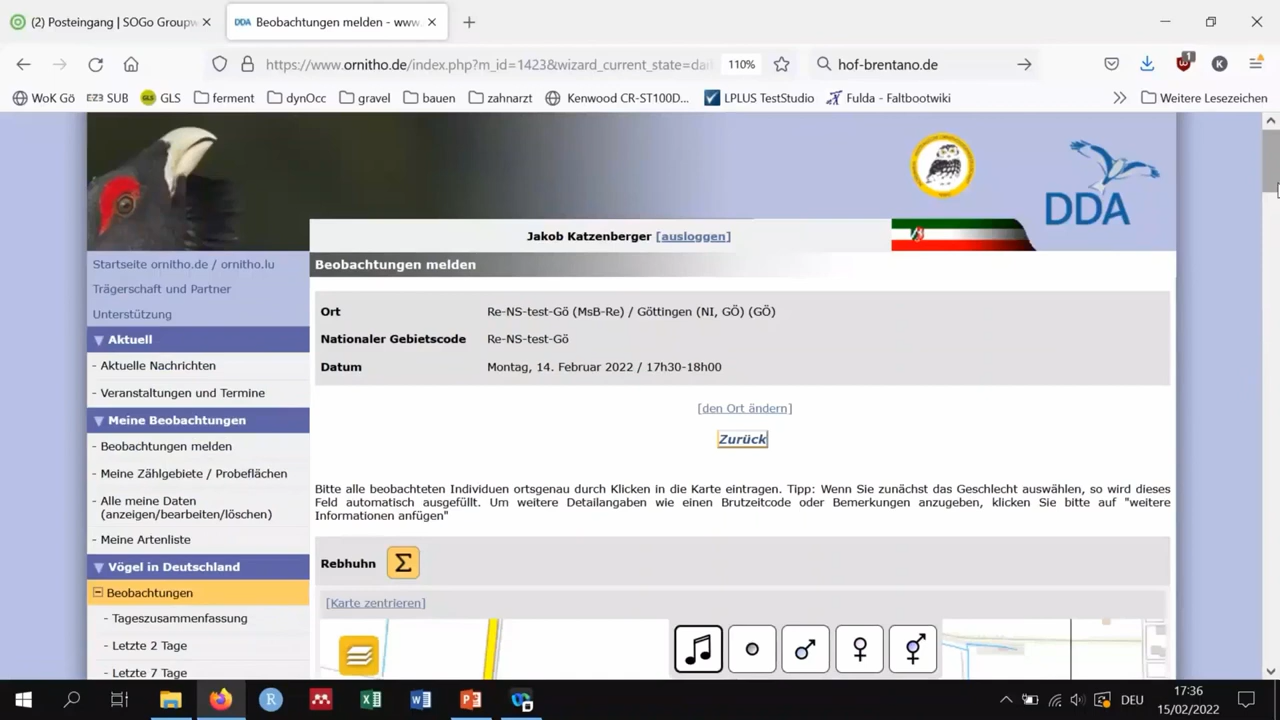 (2) Posteingang | SOGo Groupw
DDA Beobachtungen melden - www.
https://www.ornitho.de/index.php?m_id=1423&wizard_current_state=dai
110%
hof-brentano.de
1
K
WoK Gö
EZB SUB
GLS GLS
ferment
dynOcc
gravel
bauen
zahnarzt
Kenwood CR-ST100D...
LPLUS TestStudio
Fulda - Faltbootwiki
Weitere Lesezeichen
DDA
Jakob Katzenberger [ausloggen]
Startseite ornitho.de / ornitho.lu
Trägerschaft und Partner
Unterstützung
Aktuell
- Aktuelle Nachrichten
- Veranstaltungen und Termine
Meine Beobachtungen
- Beobachtungen melden
- Meine Zählgebiete / Probeflächen
- Alle meine Daten
(anzeigen/bearbeiten/löschen)
- Meine Artenliste
Vögel in Deutschland
Beobachtungen
- Tageszusammenfassung
- Letzte 2 Tage
- Letzte 7 Tage
Beobachtungen melden
Ort Re-NS-test-Gö (MsB-Re) / Göttingen (NI, GÖ) (GÖ)
Nationaler Gebietscode Re-NS-test-Gö
Datum Montag, 14. Februar 2022 / 17h30-18h00
[den Ort ändern]
Zurück
Bitte alle beobachteten Individuen ortsgenau durch Klicken in die Karte eintragen. Tipp: Wenn Sie zunächst das Geschlecht auswählen, so wird dieses
Feld automatisch ausgefüllt. Um weitere Detailangaben wie einen Brutzeitcode oder Bemerkungen anzugeben, klicken Sie bitte auf "weitere
Informationen anfügen"
Rebhuhn Σ
[Karte zentrieren]
DEU
17:36
15/02/2022